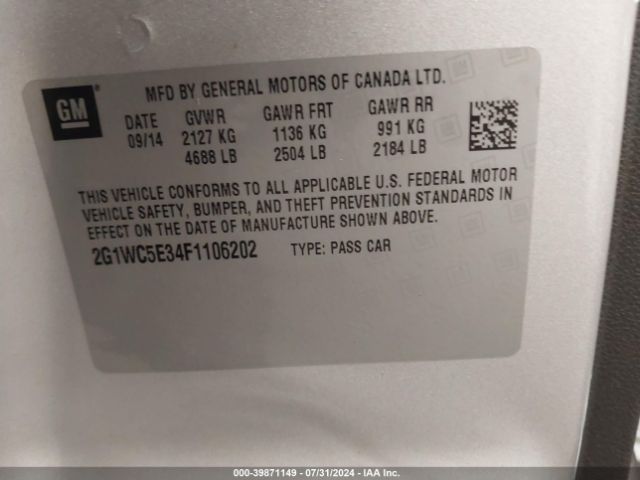 GM
MFD BY GENERAL MOTORS OF CANADA LTD.
DATE GVWR GAWR FRT GAWR RR
09/14 2127 KG 1136 KG 991 KG
4688 LB 2504 LB 2184 LB
THIS VEHICLE CONFORMS TO ALL APPLICABLE U.S. FEDERAL MOTOR
VEHICLE SAFETY, BUMPER, AND THEFT PREVENTION STANDARDS IN
EFFECT ON THE DATE OF MANUFACTURE SHOWN ABOVE.
2G1WC5E34F1106202 TYPE: PASS CAR
000-39871149 - 07/31/2024 - IAA Inc.